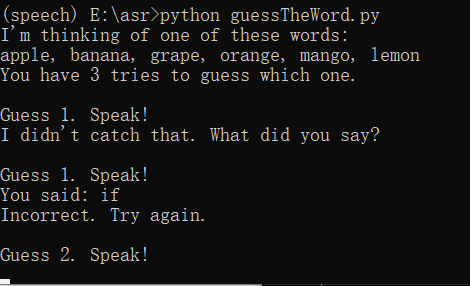 (speech) E:\asr>python guessTheWord.py
I'm thinking of one of these words:
apple, banana, grape, orange, mango, lemon
You have 3 tries to guess which one.
Guess 1. Speak!
I didn't catch that. What did you say?
Guess 1. Speak!
You said: if
Incorrect. Try again.
Guess 2. Speak!